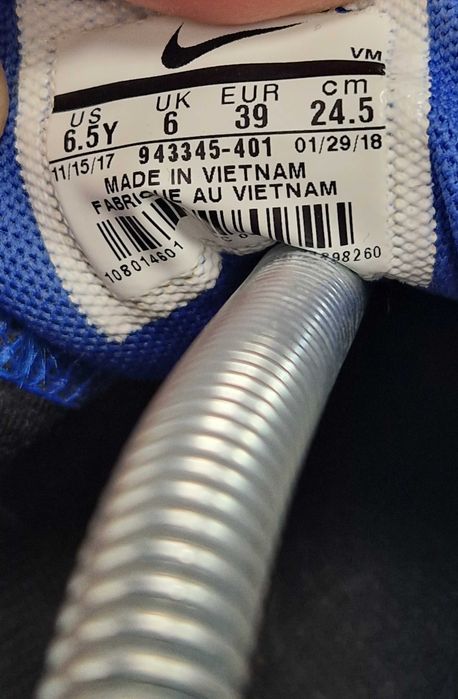 VM
US UK EUR cm
6.5Y 6 39 24.5
11/15/17 943345-401 01/29/18
MADE IN VIETNAM
FABRIQUE AU VIETNAM
108014601 898260